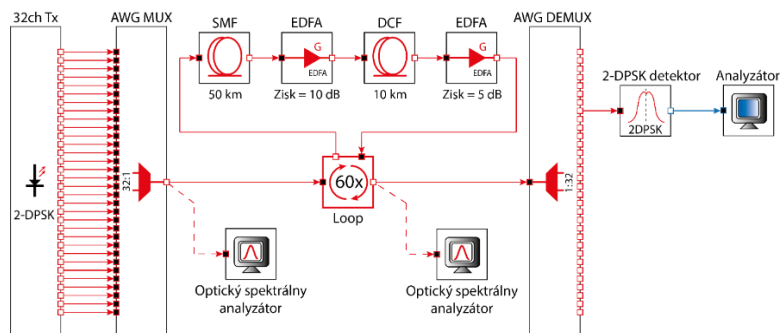 32ch Tx
AWG MUX
SMF
EDFA
DCF
EDFA
AWG DEMUX
G
EDFA
G
EDFA
50 km
Zisk = 10 dB
10 km
Zisk = 5 dB
2-DPSK detektor
Analyzátor
2DPSK
32:1
60x
1:32
2-DPSK
Loop
Optický spektrálny
analyzátor
Optický spektrálny
analyzátor